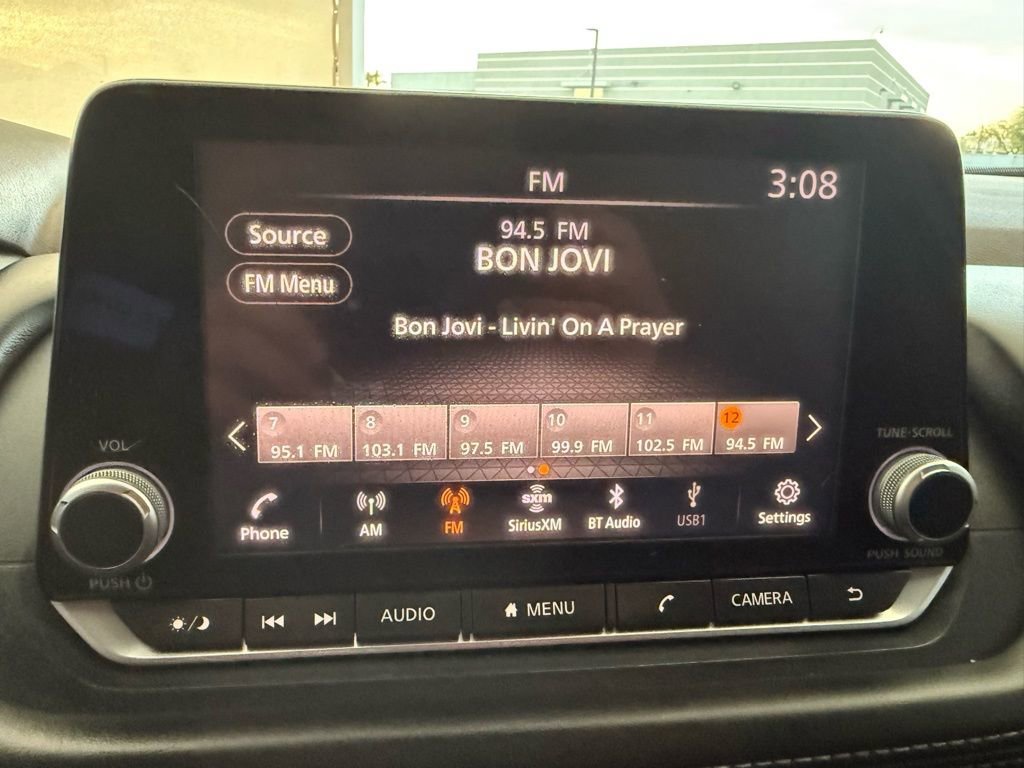 FM
3:08
Source
94.5 FM
BON JOVI
FM Menu
Bon Jovi - Livin' On A Prayer
7 8 9 10 11 12
95.1 FM 103.1 FM 97.5 FM 99.9 FM 102.5 FM 94.5 FM
VOL
TUNE·SCROLL
sxm
Phone AM FM SiriusXM BT Audio USB1 Settings
PUSH
PUSH SOUND
AUDIO MENU CAMERA